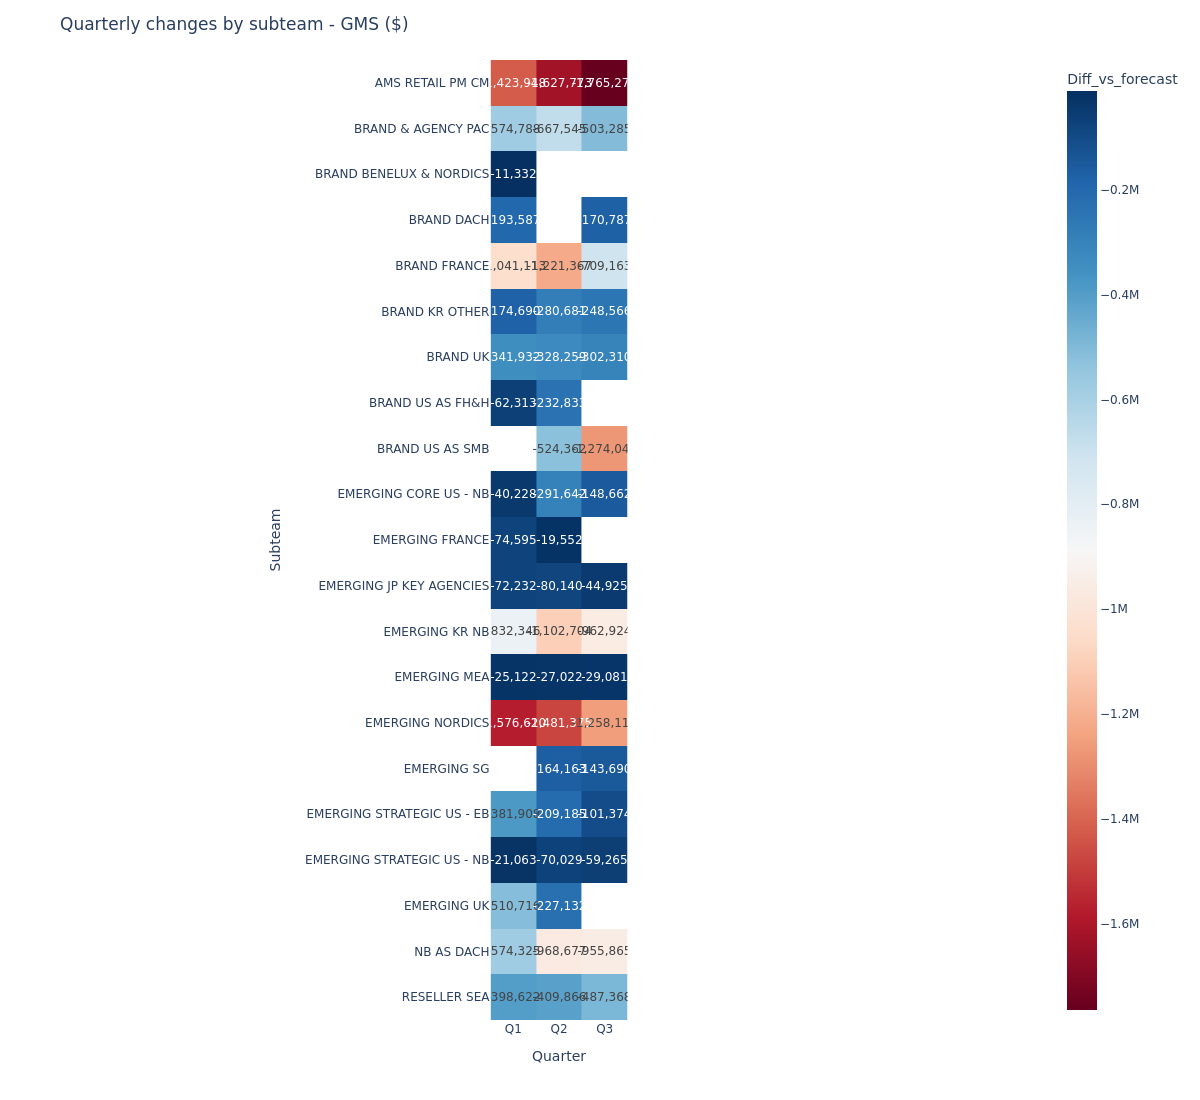 Quarterly changes by subteam - GMS ($)
Diff_vs_forecast
AMS RETAIL PM CM
BRAND & AGENCY PAC 574,788 -667,545 -503,285
BRAND BENELUX & NORDICS -11,332
BRAND DACH 193,587 170,787
BRAND FRANCE -709,163
BRAND KR OTHER 174,690 -280,681 -248,566
BRAND UK 341,932 -328,259 -302,310
BRAND US AS FH&H -62,313 -232,833
BRAND US AS SMB -524,362
EMERGING CORE US - NB -40,228 -291,642 -148,662
EMERGING FRANCE -74,595 -19,552
EMERGING JP KEY AGENCIES -72,232 -80,140 -44,925
EMERGING KR NB 832,346 -962,924
EMERGING MEA -25,122 -27,022 -29,081
EMERGING NORDICS
EMERGING SG 164,163 -143,690
EMERGING STRATEGIC US - EB -209,185 -101,374
EMERGING STRATEGIC US - NB -21,063 -70,029 -59,265
EMERGING UK -227,132
NB AS DACH 574,325 -968,677 -955,865
RESELLER SEA 398,622 -409,866 -487,368
Subteam
Q1 Q2 Q3
Quarter
−0.2M
−0.4M
−0.6M
−0.8M
−1M
−1.2M
−1.4M
−1.6M